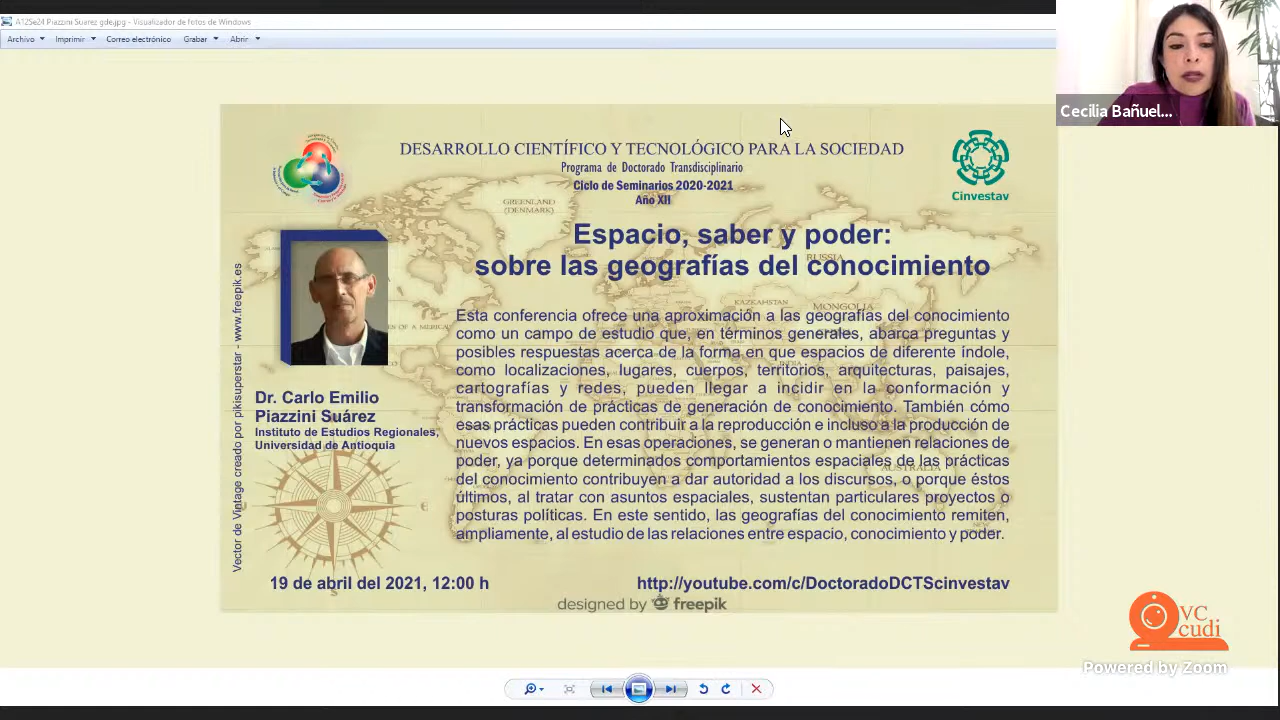 A12Se24 Piazzini Suarez gde.jpg - Visualizador de fotos de Windows
Archivo Imprimir Correo electrónico Grabar Abrir
Cecilia Bañuel...
DESARROLLO CIENTÍFICO Y TECNOLÓGICO PARA LA SOCIEDAD
Programa de Doctorado Transdisciplinario
Ciclo de Seminarios 2020-2021
Año XII
Cinvestav
GREENLAND
(DENMARK)
RUSSIA
KAZAKHSTAN
MONGOLIA
INDIA
AUSTRALIA
Espacio, saber y poder:
sobre las geografías del conocimiento
Esta conferencia ofrece una aproximación a las geografías del conocimiento
como un campo de estudio que, en términos generales, abarca preguntas y
posibles respuestas acerca de la forma en que espacios de diferente índole,
como localizaciones, lugares, cuerpos, territorios, arquitecturas, paisajes,
cartografías y redes, pueden llegar a incidir en la conformación y
transformación de prácticas de generación de conocimiento. También cómo
esas prácticas pueden contribuir a la reproducción e incluso a la producción de
nuevos espacios. En esas operaciones, se generan o mantienen relaciones de
poder, ya porque determinados comportamientos espaciales de las prácticas
del conocimiento contribuyen a dar autoridad a los discursos, o porque éstos
últimos, al tratar con asuntos espaciales, sustentan particulares proyectos o
posturas políticas. En este sentido, las geografías del conocimiento remiten,
ampliamente, al estudio de las relaciones entre espacio, conocimiento y poder.
Vector de Vintage creado por pikisuperstar - www.freepik.es
Dr. Carlo Emilio
Piazzini Suárez
Instituto de Estudios Regionales,
Universidad de Antioquia
19 de abril del 2021, 12:00 h
http://youtube.com/c/DoctoradoDCTScinvestav
designed by freepik
VC
cudi
Powered by Zoom